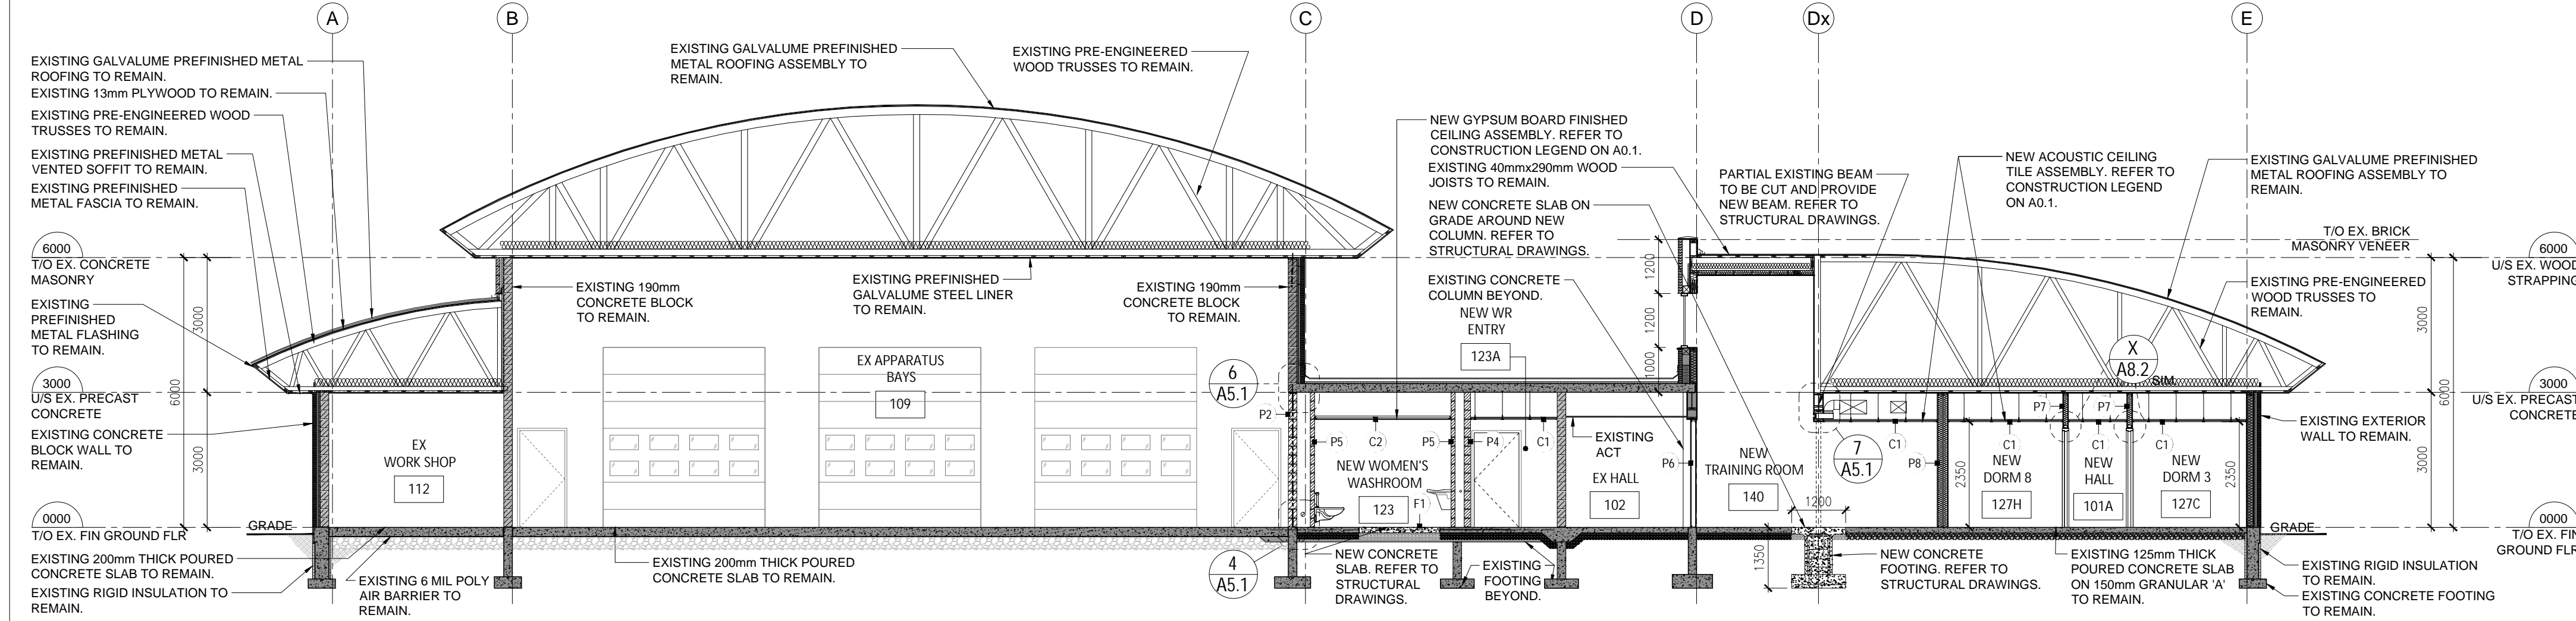 A
B
C
D
Dx
E
EXISTING GALVALUME PREFINISHED METAL
ROOFING TO REMAIN.
EXISTING 13mm PLYWOOD TO REMAIN.
EXISTING PRE-ENGINEERED WOOD
TRUSSES TO REMAIN.
EXISTING PREFINISHED METAL
VENTED SOFFIT TO REMAIN.
EXISTING PREFINISHED
METAL FASCIA TO REMAIN.
6000
T/O EX. CONCRETE
MASONRY
EXISTING
PREFINISHED
METAL FLASHING
TO REMAIN.
3000
U/S EX. PRECAST
CONCRETE
EXISTING CONCRETE
BLOCK WALL TO
REMAIN.
0000
GRADE
T/O EX. FIN GROUND FLR
EXISTING 200mm THICK POURED
CONCRETE SLAB TO REMAIN.
EXISTING RIGID INSULATION TO
REMAIN.
6000
3000
3000
EXISTING 6 MIL POLY
AIR BARRIER TO
REMAIN.
EX
WORK SHOP
112
EXISTING GALVALUME PREFINISHED
METAL ROOFING ASSEMBLY TO
REMAIN.
EXISTING PRE-ENGINEERED
WOOD TRUSSES TO REMAIN.
EXISTING 190mm
CONCRETE BLOCK
TO REMAIN.
EXISTING PREFINISHED
GALVALUME STEEL LINER
TO REMAIN.
EXISTING 190mm
CONCRETE BLOCK
TO REMAIN.
EX APPARATUS
BAYS
109
EXISTING 200mm THICK POURED
CONCRETE SLAB TO REMAIN.
6
A5.1
P2
4
A5.1
NEW GYPSUM BOARD FINISHED
CEILING ASSEMBLY. REFER TO
CONSTRUCTION LEGEND ON A0.1.
EXISTING 40mmx290mm WOOD
JOISTS TO REMAIN.
NEW CONCRETE SLAB ON
GRADE AROUND NEW
COLUMN. REFER TO
STRUCTURAL DRAWINGS.
EXISTING CONCRETE
COLUMN BEYOND.
NEW WR
ENTRY
123A
1200
1200
1000
P5
C2
P5
P4
C1
EXISTING
ACT
P6
NEW WOMEN'S
WASHROOM
123
F1
EX HALL
102
NEW CONCRETE
SLAB. REFER TO
STRUCTURAL
DRAWINGS.
EXISTING
FOOTING
BEYOND.
PARTIAL EXISTING BEAM
TO BE CUT AND PROVIDE
NEW BEAM. REFER TO
STRUCTURAL DRAWINGS.
NEW
TRAINING ROOM
140
1200
1350
7
A5.1
NEW CONCRETE
FOOTING. REFER TO
STRUCTURAL DRAWINGS.
NEW ACOUSTIC CEILING
TILE ASSEMBLY. REFER TO
CONSTRUCTION LEGEND
ON A0.1.
X
A8.2
SIM.
C1
P8
2350
C1
P7
C1
P7
C1
2350
NEW
DORM 8
127H
NEW
HALL
101A
NEW
DORM 3
127C
EXISTING 125mm THICK
POURED CONCRETE SLAB
ON 150mm GRANULAR 'A'
TO REMAIN.
EXISTING GALVALUME PREFINISHED
METAL ROOFING ASSEMBLY TO
REMAIN.
T/O EX. BRICK
MASONRY VENEER
EXISTING PRE-ENGINEERED
WOOD TRUSSES TO
REMAIN.
EXISTING EXTERIOR
WALL TO REMAIN.
GRADE
EXISTING RIGID INSULATION
TO REMAIN.
EXISTING CONCRETE FOOTING
TO REMAIN.
3000
3000
6000
6000
U/S EX. WOOD
STRAPPING
3000
U/S EX. PRECAST
CONCRETE
0000
T/O EX. FIN
GROUND FLR